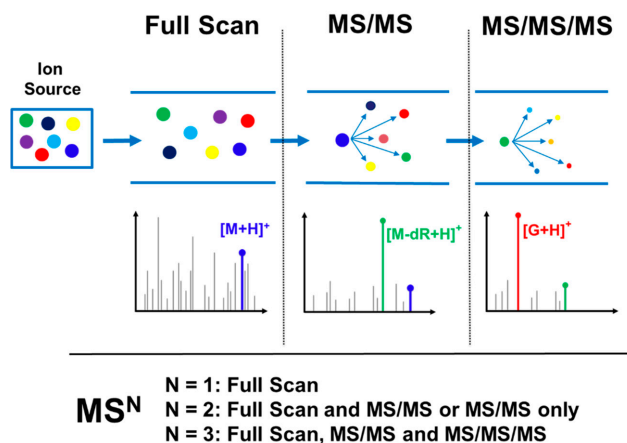 Full Scan
MS/MS
MS/MS/MS
Ion
Source
[M+H]⁺
[M-dR+H]⁺
[G+H]⁺
MSᴺ
N = 1: Full Scan
N = 2: Full Scan and MS/MS or MS/MS only
N = 3: Full Scan, MS/MS and MS/MS/MS